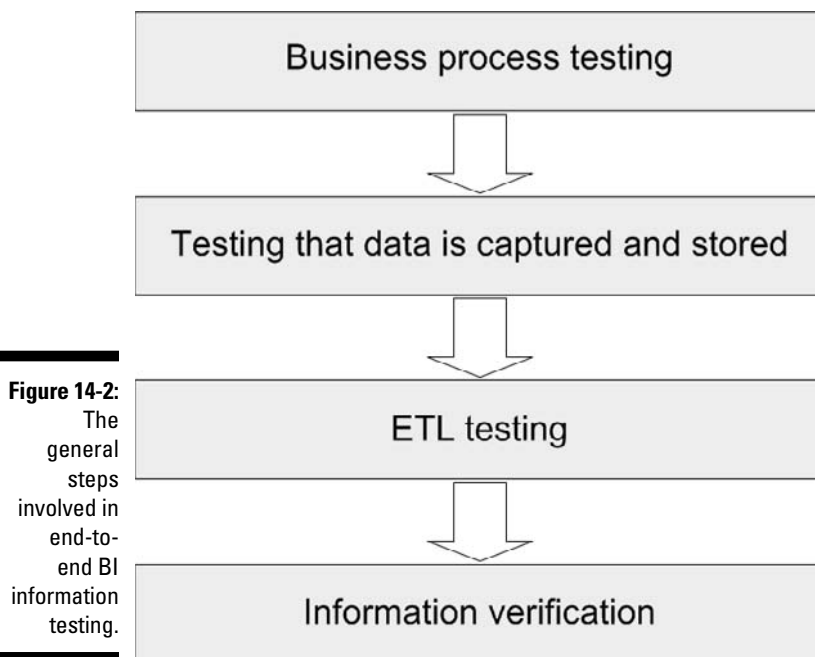 Business process testing
Testing that data is captured and stored
ETL testing
Information verification
Figure 14-2:
The
general
steps
involved in
end-to-
end BI
information
testing.